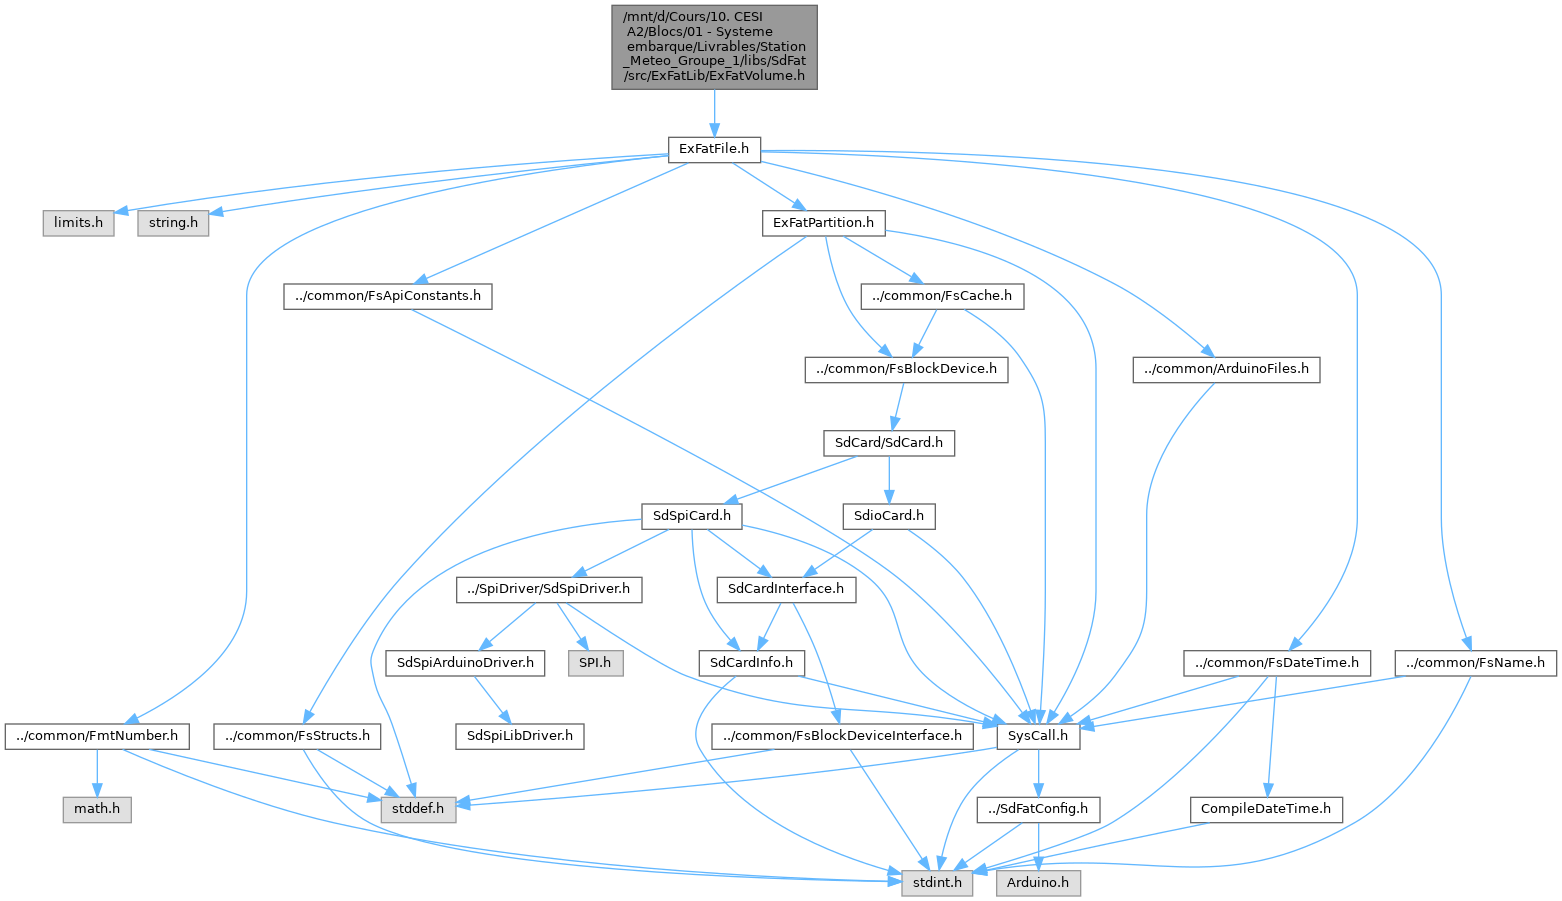 /mnt/d/Cours/10. CESI
A2/Blocs/01 - Systeme
embarque/Livrables/Station
_Meteo_Groupe_1/libs/SdFat
/src/ExFatLib/ExFatVolume.h
ExFatFile.h
limits.h
string.h
ExFatPartition.h
../common/FsApiConstants.h
../common/FsCache.h
../common/FsBlockDevice.h
../common/ArduinoFiles.h
SdCard/SdCard.h
SdSpiCard.h
SdioCard.h
../SpiDriver/SdSpiDriver.h
SdCardInterface.h
SdSpiArduinoDriver.h
SPI.h
SdCardInfo.h
../common/FsDateTime.h
../common/FsName.h
../common/FmtNumber.h
../common/FsStructs.h
SdSpiLibDriver.h
../common/FsBlockDeviceInterface.h
SysCall.h
math.h
stddef.h
../SdFatConfig.h
CompileDateTime.h
stdint.h
Arduino.h